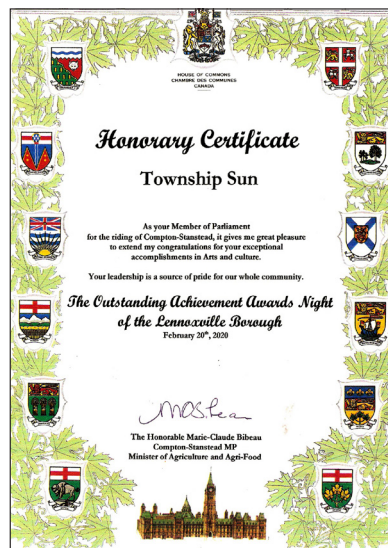 HOUSE OF COMMONS
CHAMBRE DES COMMUNES
CANADA
Honorary Certificate
Township Sun
As your Member of Parliament
for the riding of Compton-Stanstead, it gives me great pleasure
to extend my congratulations for your exceptional
accomplishments in Arts and culture.
Your leadership is a source of pride for our whole community.
The Outstanding Achievement Awards Night
of the Lennoxville Borough
February 20th, 2020
The Honorable Marie-Claude Bibeau
Compton-Stanstead MP
Minister of Agriculture and Agri-Food